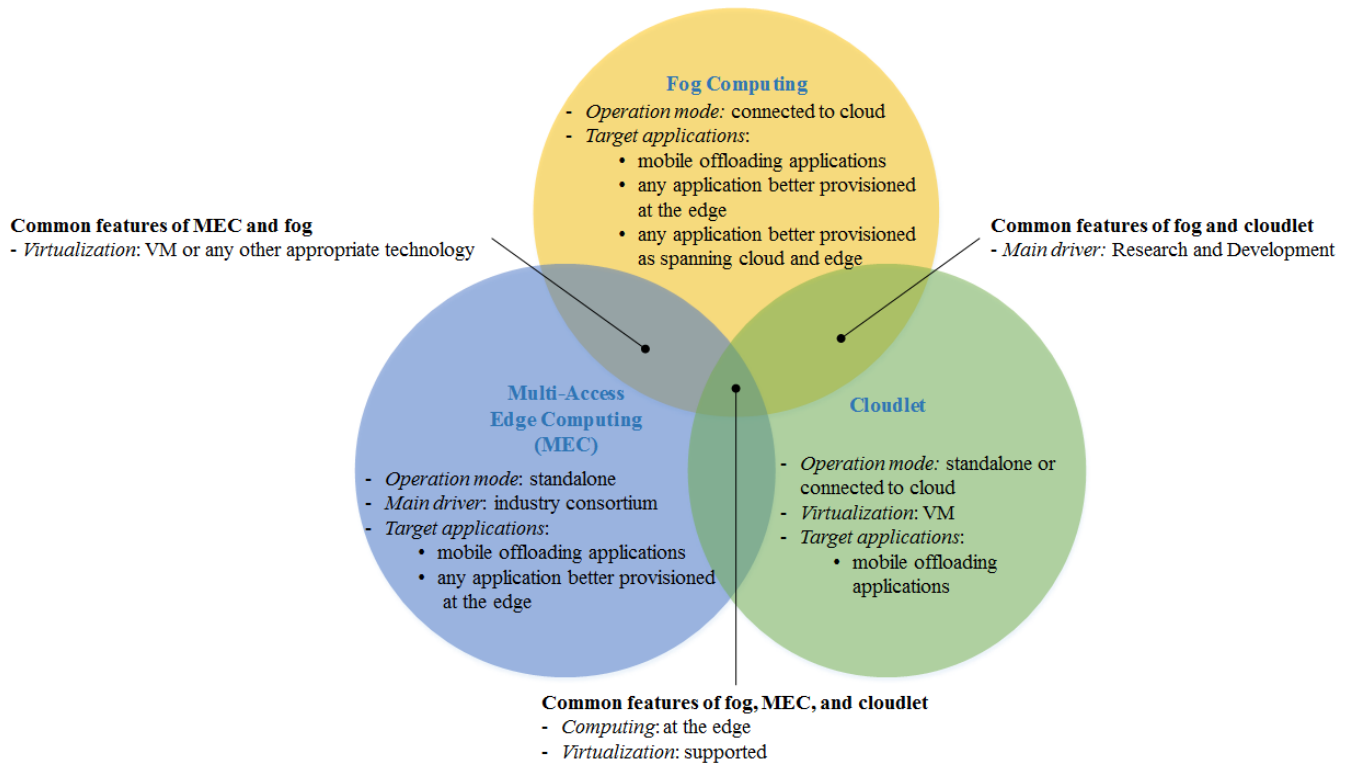 Fog Computing
- Operation mode: connected to cloud
- Target applications:
• mobile offloading applications
• any application better provisioned
at the edge
• any application better provisioned
as spanning cloud and edge
Common features of MEC and fog
- Virtualization: VM or any other appropriate technology
Common features of fog and cloudlet
- Main driver: Research and Development
Multi-Access
Edge Computing
(MEC)
- Operation mode: standalone
- Main driver: industry consortium
- Target applications:
• mobile offloading applications
• any application better provisioned
at the edge
Cloudlet
- Operation mode: standalone or
connected to cloud
- Virtualization: VM
- Target applications:
• mobile offloading
applications
Common features of fog, MEC, and cloudlet
- Computing: at the edge
- Virtualization: supported